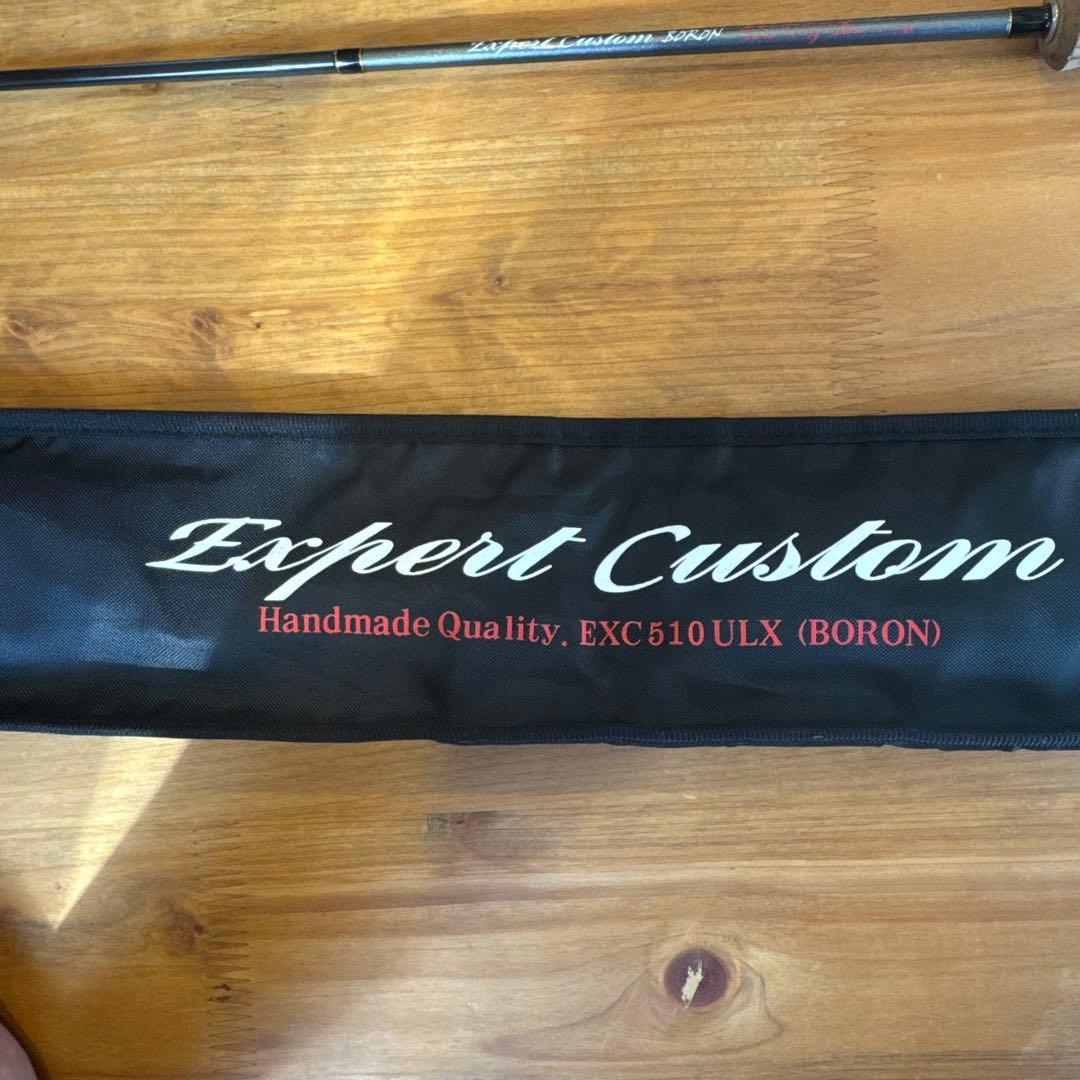 Expert Custom BORON
Expert Custom
Handmade Quality. EXC510ULX (BORON)